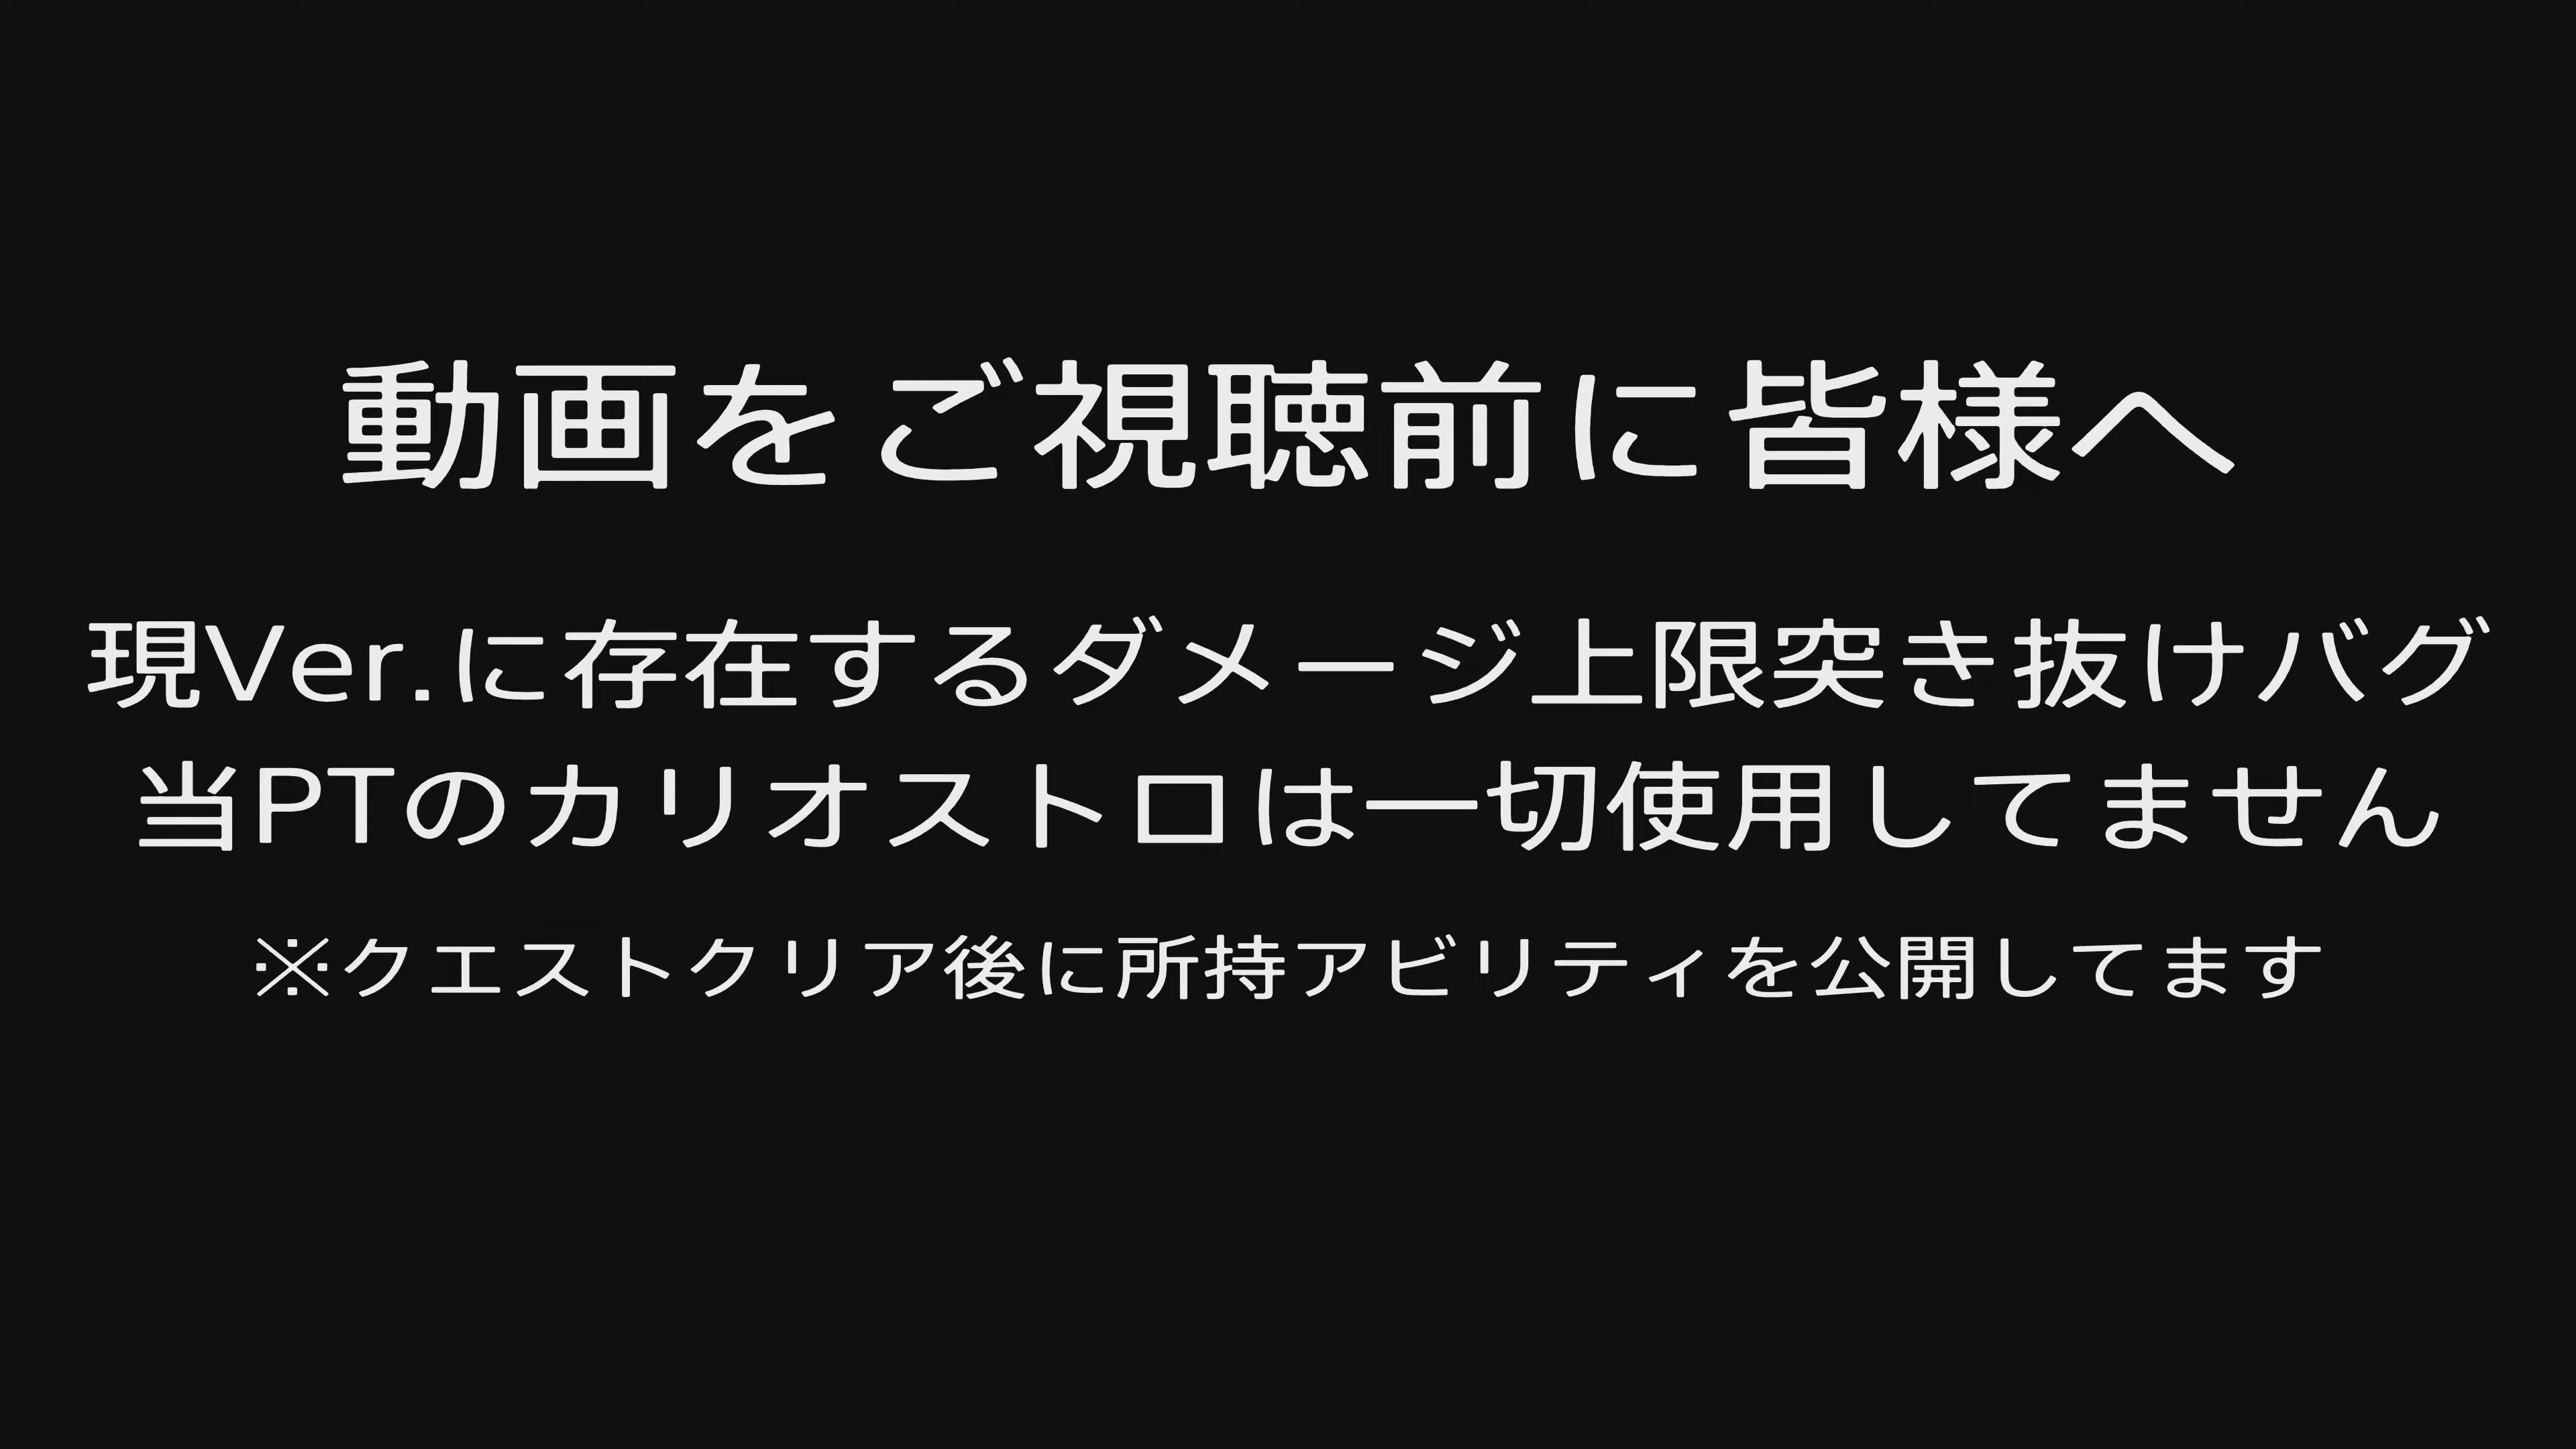 動画をご視聴前に皆様へ
現Ver.に存在するダメージ上限突き抜けバグ
当PTのカリオストロは一切使用してません
※クエストクリア後に所持アビリティを公開してます